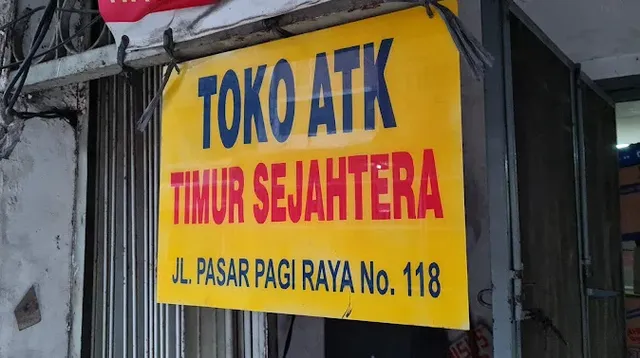 TOKO ATK
TIMUR SEJAHTERA
JL. PASAR PAGI RAYA No. 118